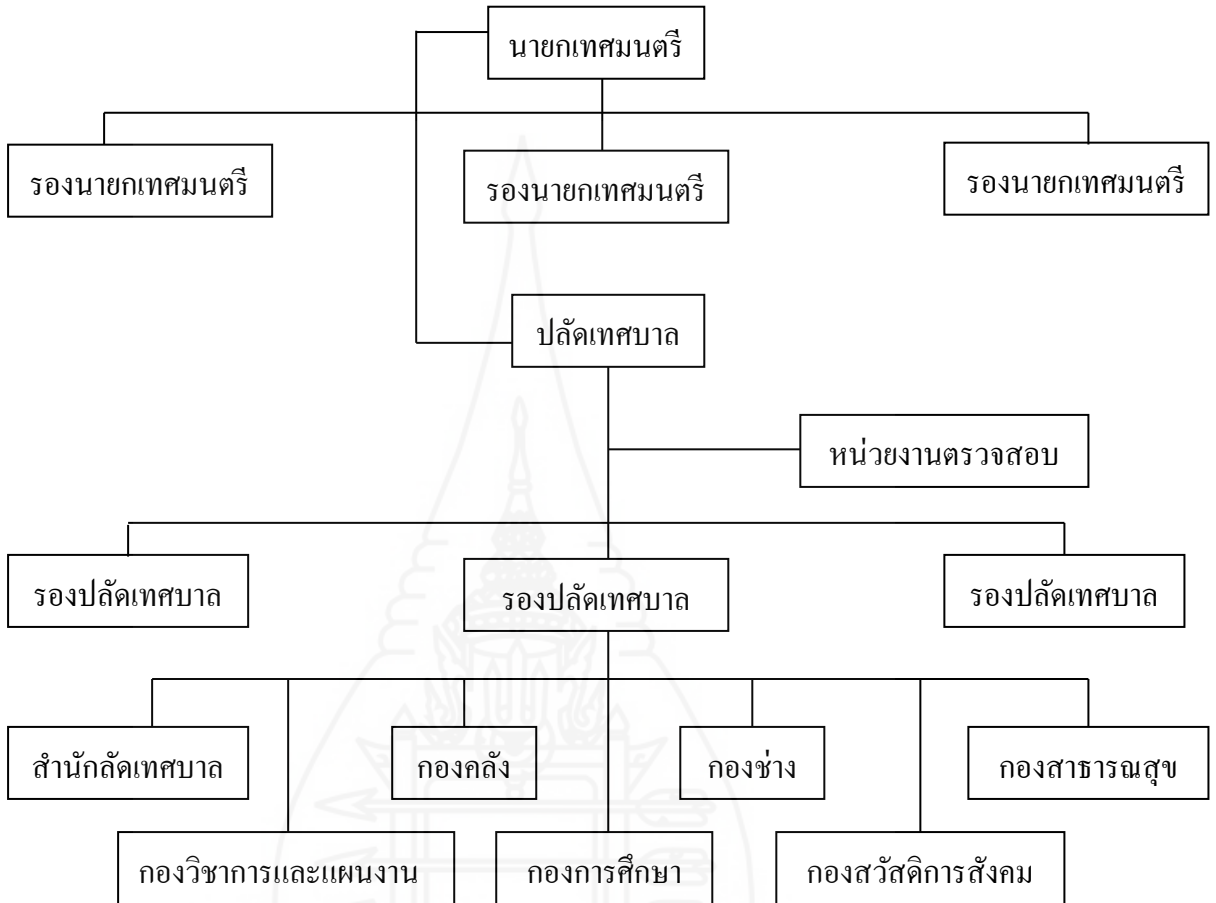 นายกเทศมนตรี
รองนายกเทศมนตรี
รองนายกเทศมนตรี
รองนายกเทศมนตรี
ปลัดเทศบาล
หน่วยงานตรวจสอบ
รองปลัดเทศบาล
รองปลัดเทศบาล
รองปลัดเทศบาล
สำนักลัดเทศบาล
กองคลัง
กองช่าง
กองสาธารณสุข
กองวิชาการและแผนงาน
กองการศึกษา
กองสวัสดิการสังคม